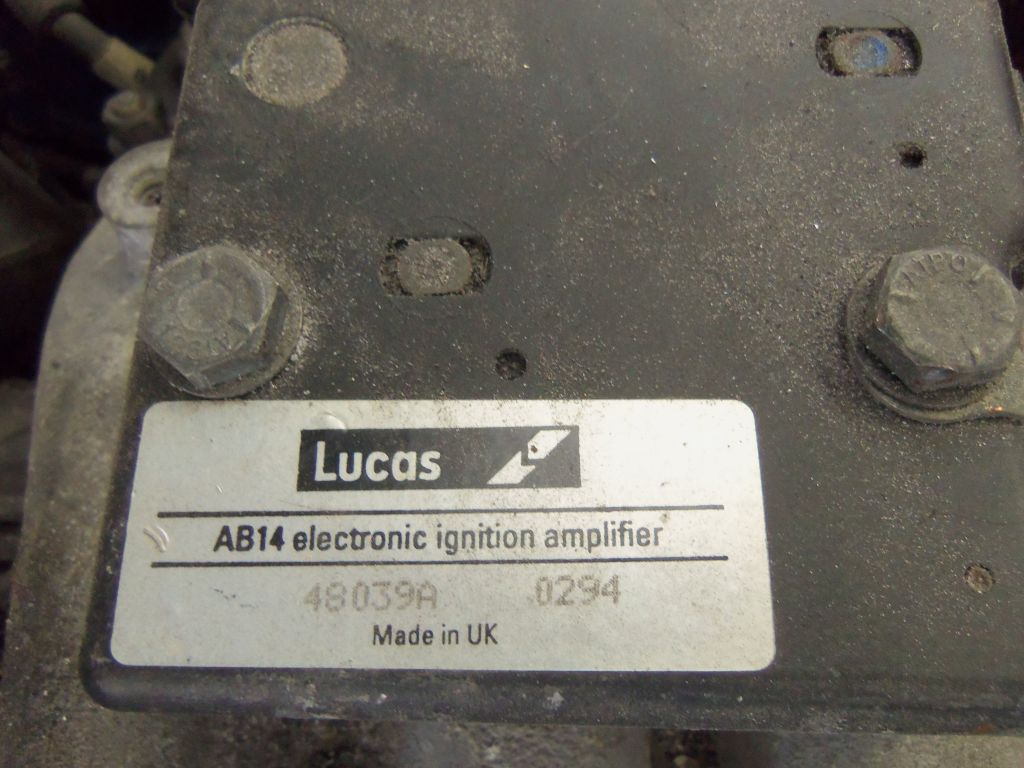 Lucas
AB14 electronic ignition amplifier
48039A 0294
Made in UK